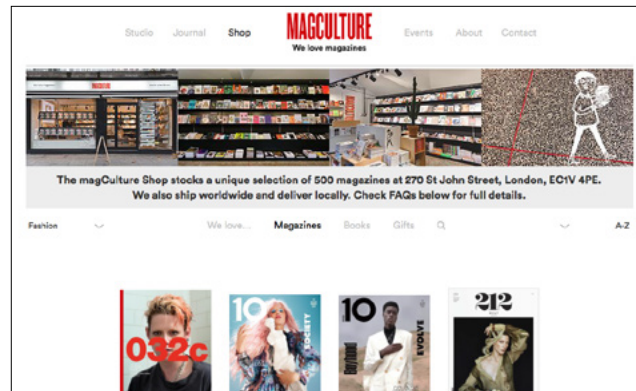 Studio Journal Shop MAGCULTURE Events About Contact
We love magazines
The magCulture Shop stocks a unique selection of 500 magazines at 270 St John Street, London, EC1V 4PE.
We also ship worldwide and deliver locally. Check FAQs below for full details.
Fashion We love... Magazines Books Gifts A-Z
032c
10
SOCIETY
10
EVOLVE
212